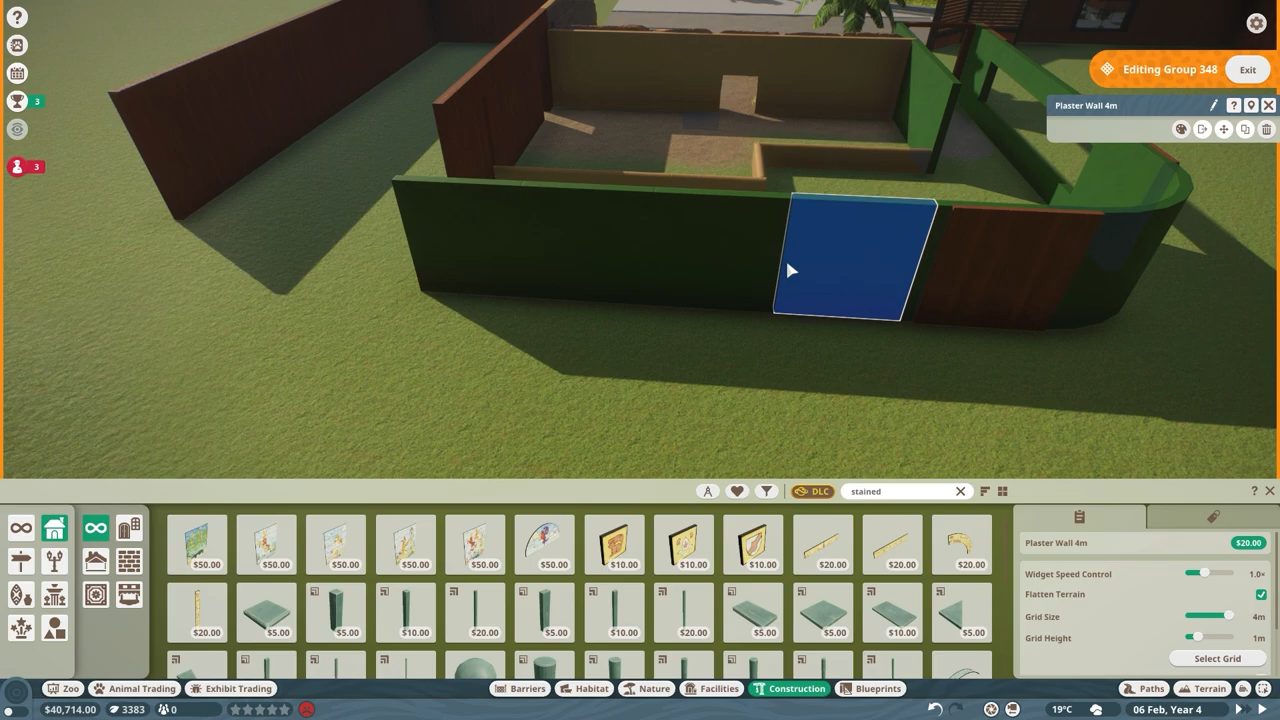 Editing Group 348
Exit
Plaster Wall 4m
3
3
DLC
stained
$50.00
$50.00
$50.00
$50.00
$50.00
$50.00
$10.00
$10.00
$10.00
$20.00
$20.00
$20.00
$20.00
$5.00
$5.00
$10.00
$20.00
$5.00
$10.00
$20.00
$5.00
$5.00
$10.00
$5.00
Plaster Wall 4m
$20.00
Widget Speed Control
1.0×
Flatten Terrain
Grid Size
4m
Grid Height
1m
Select Grid
Zoo
Animal Trading
Exhibit Trading
Barriers
Habitat
Nature
Facilities
Construction
Blueprints
Paths
Terrain
$40,714.00
3383
0
19°C
06 Feb, Year 4